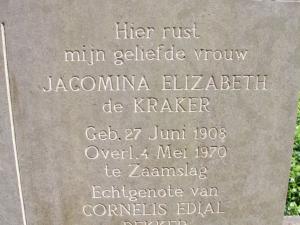 Hier rust
mijn geliefde vrouw
JACOMINA ELIZABETH
de KRAKER
Geb. 27 Juni 1908
Overl. 4 Mei 1970
te Zaamslag
Echtgenote van
CORNELIS EDIAL
DEKKER